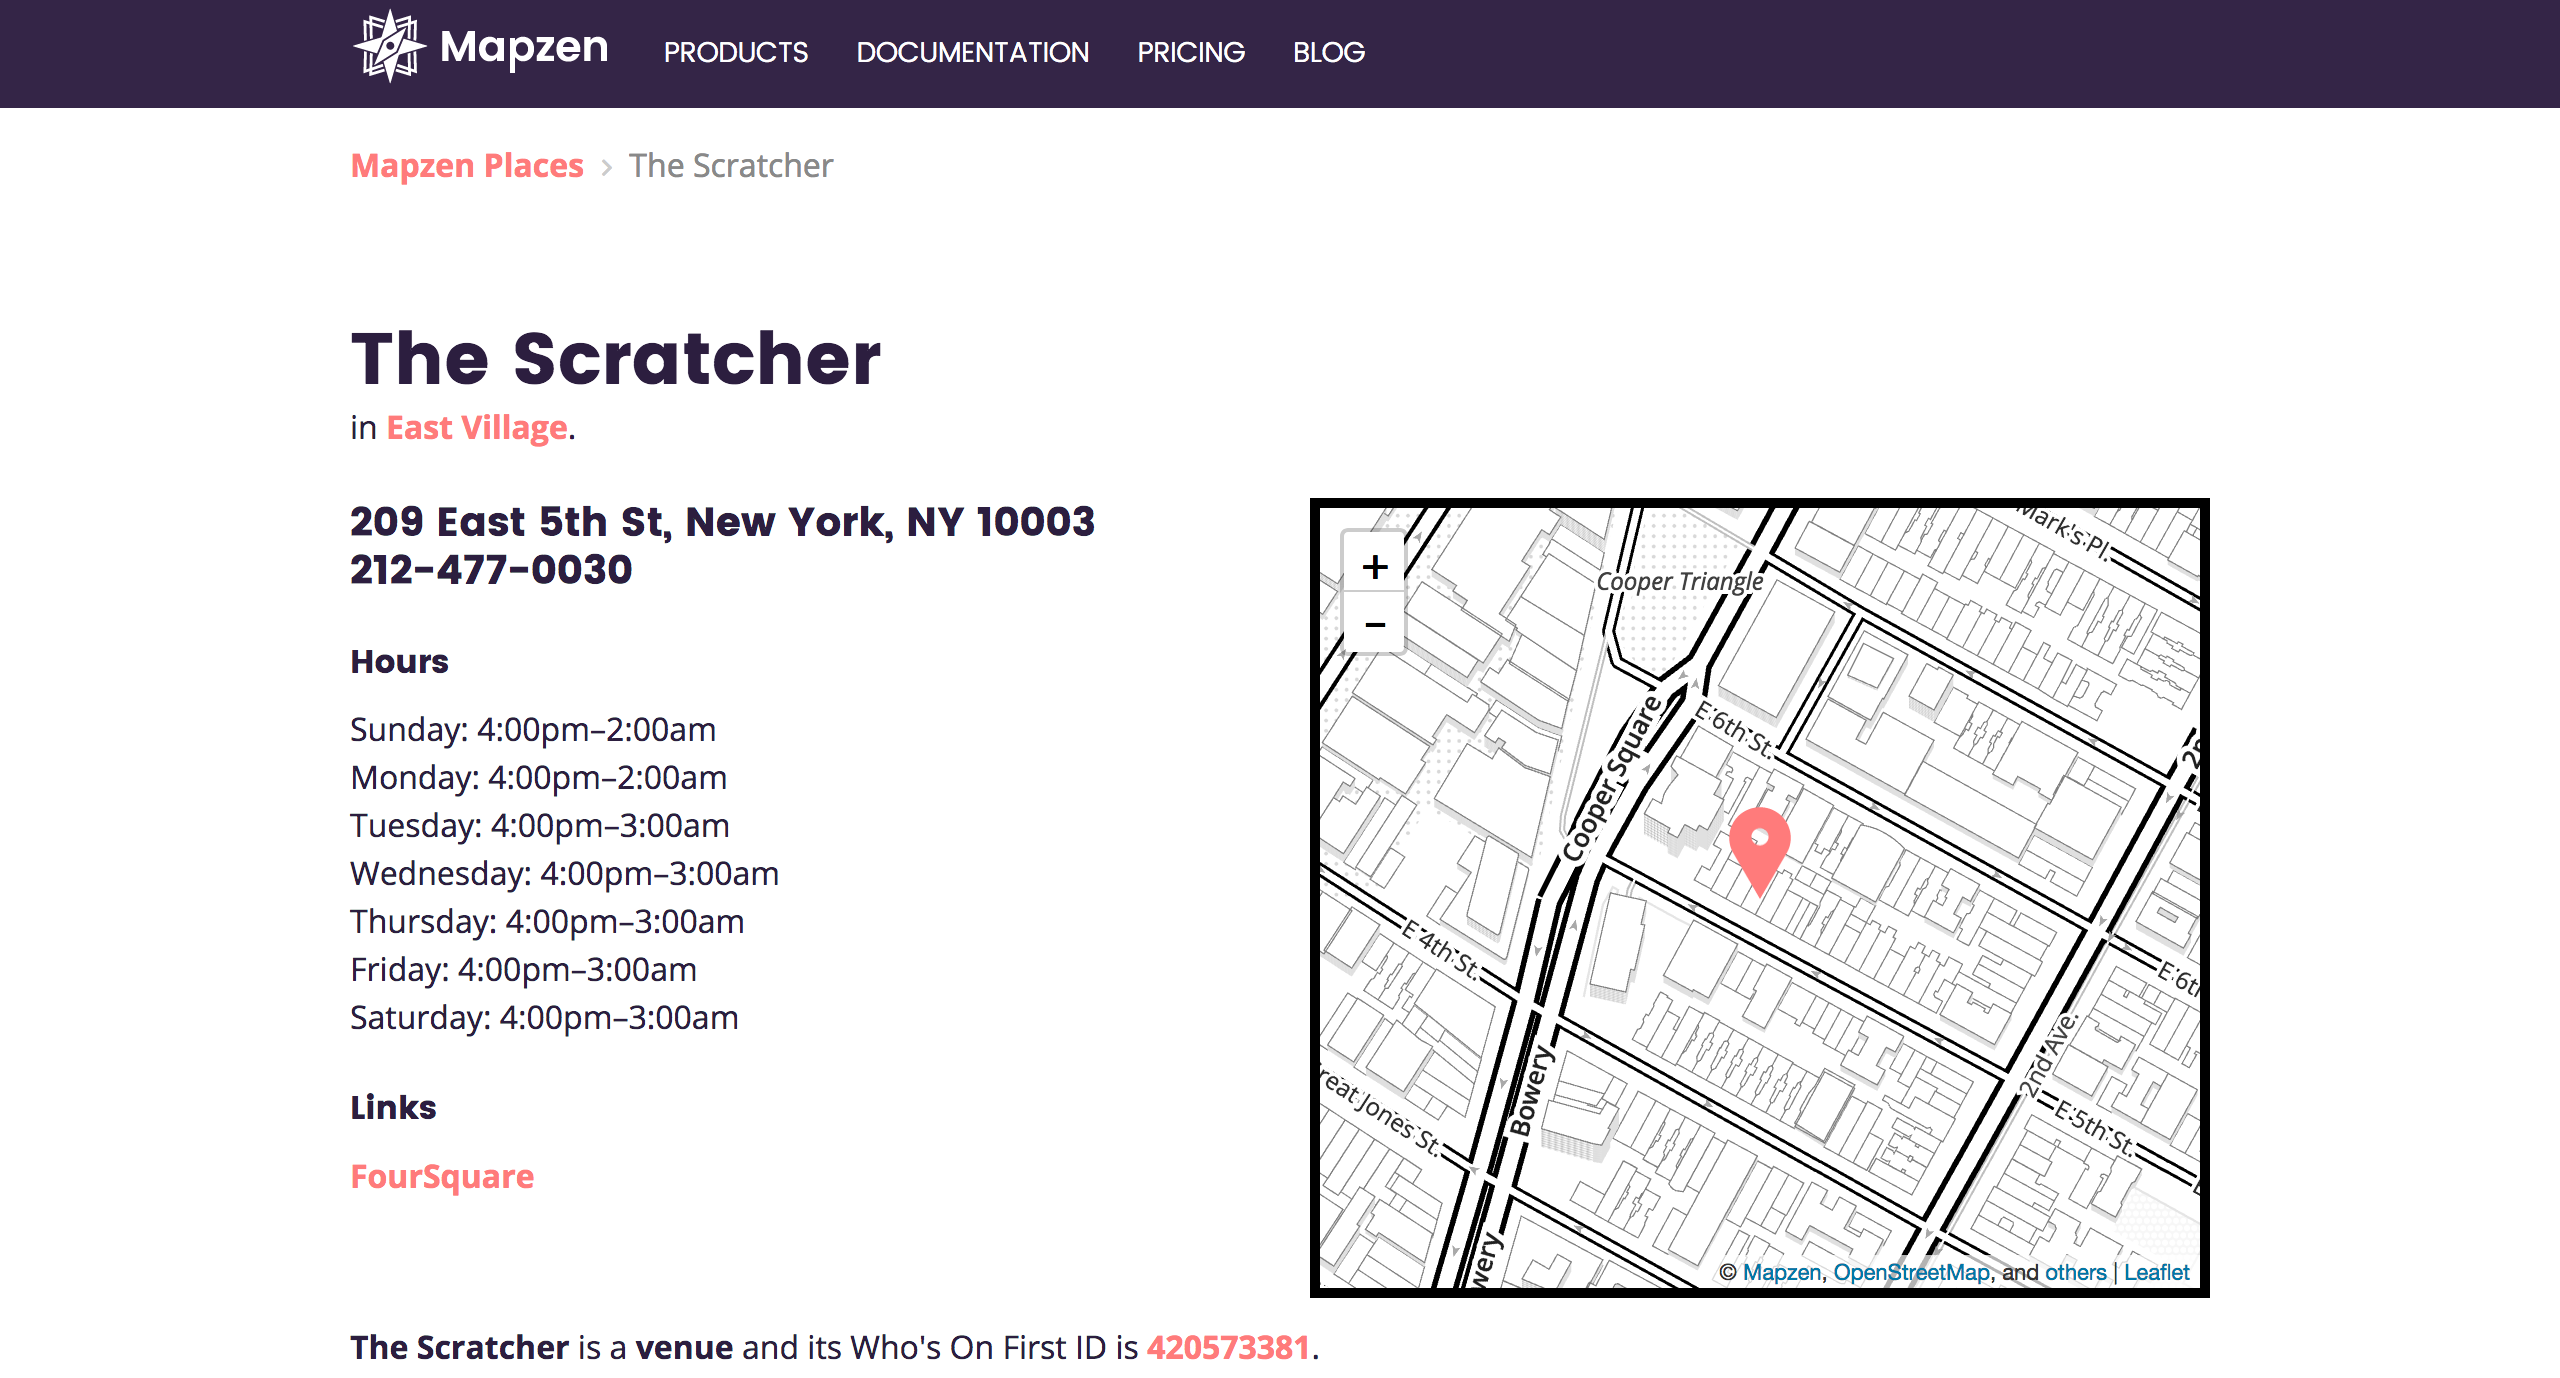 Mapzen PRODUCTS DOCUMENTATION PRICING BLOG
Mapzen Places › The Scratcher
The Scratcher
in East Village.
209 East 5th St, New York, NY 10003
212-477-0030
Hours
Sunday: 4:00pm–2:00am
Monday: 4:00pm–2:00am
Tuesday: 4:00pm–3:00am
Wednesday: 4:00pm–3:00am
Thursday: 4:00pm–3:00am
Friday: 4:00pm–3:00am
Saturday: 4:00pm–3:00am
Links
FourSquare
+
−
Mark's Pl.
Cooper Triangle
Cooper Square
E 6th St.
E 4th St.
E 6th
2nd Ave.
Bowery
reat Jones St.
E 5th St.
wery
© Mapzen, OpenStreetMap, and others | Leaflet
The Scratcher is a venue and its Who's On First ID is 420573381.